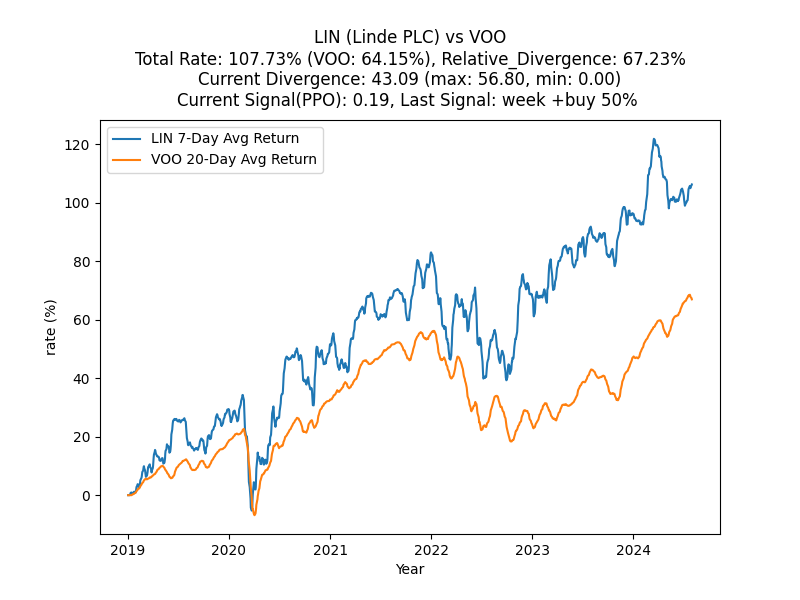 LIN (Linde PLC) vs VOO
Total Rate: 107.73% (VOO: 64.15%), Relative_Divergence: 67.23%
Current Divergence: 43.09 (max: 56.80, min: 0.00)
Current Signal(PPO): 0.19, Last Signal: week +buy 50%
LIN 7-Day Avg Return
VOO 20-Day Avg Return
rate (%)
120
100
80
60
40
20
0
2019 2020 2021 2022 2023 2024
Year